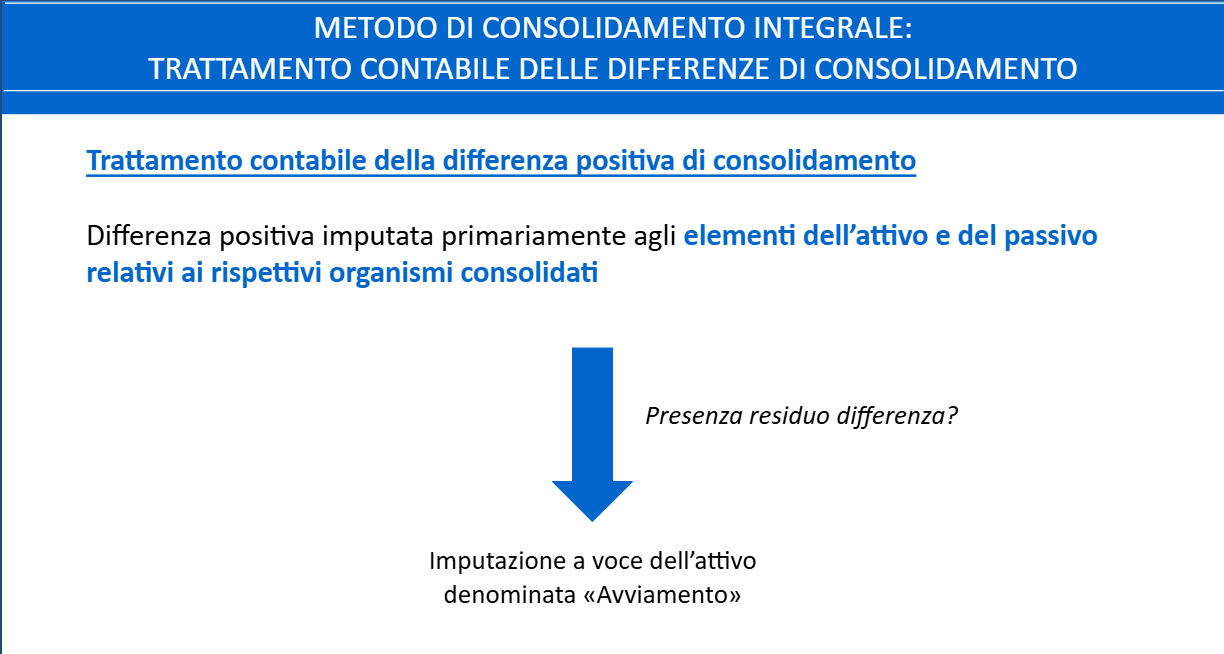 METODO DI CONSOLIDAMENTO INTEGRALE:
TRATTAMENTO CONTABILE DELLE DIFFERENZE DI CONSOLIDAMENTO
Trattamento contabile della differenza positiva di consolidamento
Differenza positiva imputata primariamente agli elementi dell’attivo e del passivo
relativi ai rispettivi organismi consolidati
Presenza residuo differenza?
Imputazione a voce dell’attivo
denominata «Avviamento»